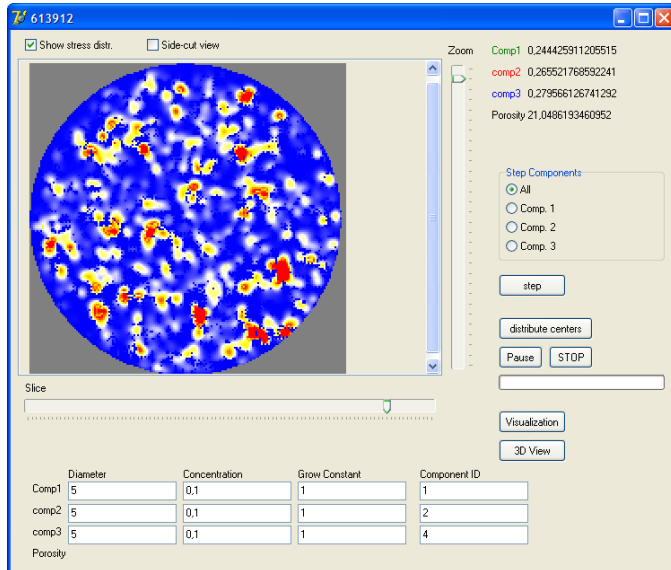 613912
Show stress distr.
Side-cut view
Zoom
Comp1 0,244425911205515
comp2 0,265521768592241
comp3 0,279566126741292
Porosity 21,0486193460952
Step Components
All
Comp. 1
Comp. 2
Comp. 3
step
distribute centers
Pause STOP
Slice
Visualization
3D View
Diameter Concentration Grow Constant Component ID
Comp1 5 0,1 1 1
comp2 5 0,1 1 2
comp3 5 0,1 1 4
Porosity